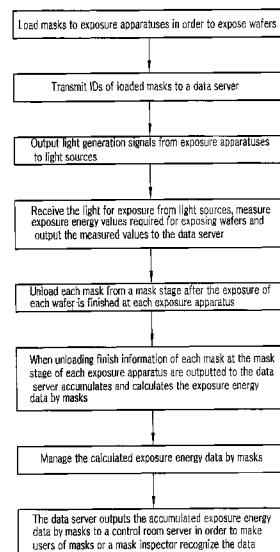 Load masks to exposure apparatuses in order to expose wafers
Transmit IDs of loaded masks to a data server
Output light generation signals from exposure apparatuses
to light sources
Receive the light for exposure from light sources, measure
exposure energy values required for exposing wafers and
output the measured values to the data server
Unload each mask from a mask stage after the exposure of
each wafer is finished at each exposure apparatus
When unloading finish information of each mask at the mask
stage of each exposure apparatus are outputted to the data
server accumulates and calculates the exposure energy
data by masks
Manage the calculated exposure energy data by masks
The data server outputs the accumulated exposure energy
data by masks to a control room server in order to make
users of masks or a mask inspector recognize the data